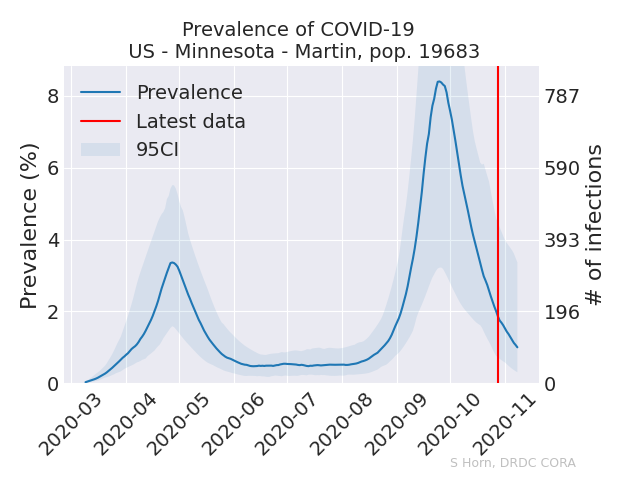 Prevalence of COVID-19
US - Minnesota - Martin, pop. 19683
Prevalence
Latest data
95CI
Prevalence (%)
8
6
4
2
0
787
590
393
196
0
# of infections
2020-03
2020-04
2020-05
2020-06
2020-07
2020-08
2020-09
2020-10
2020-11
S Horn, DRDC CORA